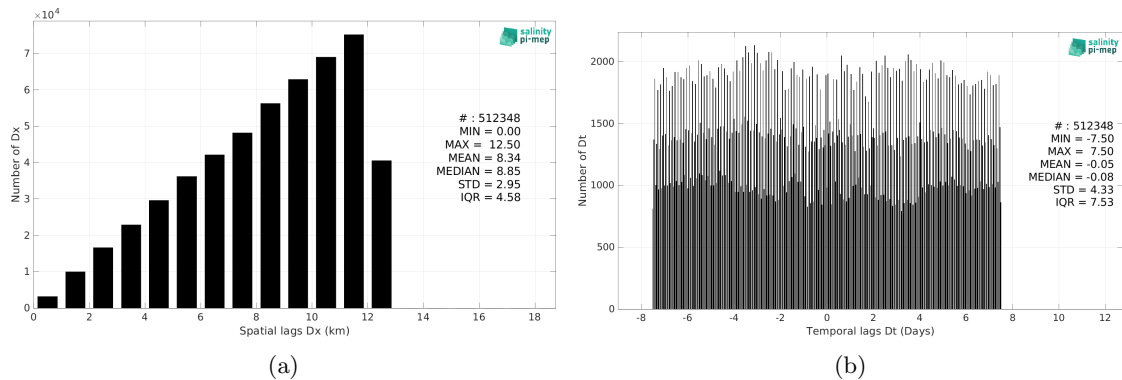 ×10⁴
8
7
6
5
4
3
2
1
0
Number of Dx
0 2 4 6 8 10 12 14 16 18
Spatial lags Dx (km)
salinity
pi-mep
# : 512348
MIN = 0.00
MAX = 12.50
MEAN = 8.34
MEDIAN = 8.85
STD = 2.95
IQR = 4.58
(a)
2000
1500
1000
500
0
Number of Dt
-8 -6 -4 -2 0 2 4 6 8 10 12
Temporal lags Dt (Days)
salinity
pi-mep
# : 512348
MIN = -7.50
MAX = 7.50
MEAN = -0.05
MEDIAN = -0.08
STD = 4.33
IQR = 7.53
(b)